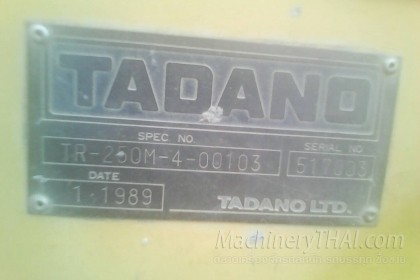 TADANO
SPEC NO. SERIAL NO.
TR-250M-4-00103 517003
DATE
1.1989 TADANO LTD.
MachineryTHAI.com